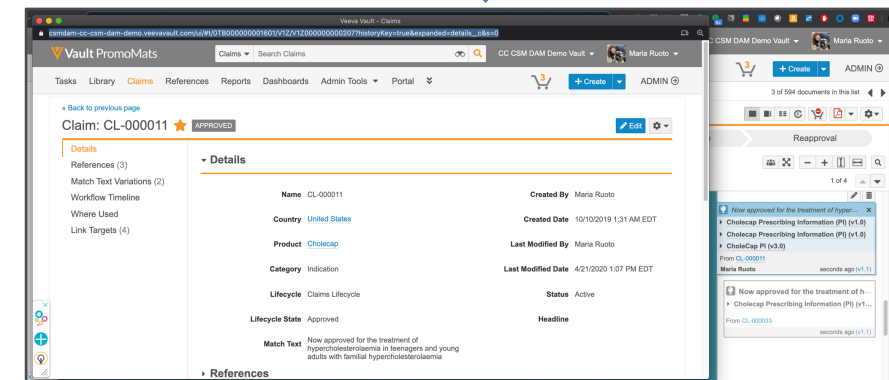 Veeva Vault - Claims
csmdam-cc-csm-dam-demo.veevavault.com/ui/#t/0TB000000001601/V1Z/V1Z000000000207?historyKey=true&expanded=details__c&s=0
Vault PromoMats
Claims
Search Claims
CC CSM DAM Demo Vault
Maria Ruoto
Tasks
Library
Claims
References
Reports
Dashboards
Admin Tools
Portal
3
+ Create
ADMIN
« Back to previous page
Claim: CL-000011
APPROVED
Edit
Details
References (3)
Match Text Variations (2)
Workflow Timeline
Where Used
Link Targets (4)
Details
Name CL-000011
Country United States
Product Cholecap
Category Indication
Lifecycle Claims Lifecycle
Lifecycle State Approved
Match Text Now approved for the treatment of
hypercholesterolaemia in teenagers and young
adults with familial hypercholesterolaemia
Created By Maria Ruoto
Created Date 10/10/2019 1:31 AM EDT
Last Modified By Maria Ruoto
Last Modified Date 4/21/2020 1:07 PM EDT
Status Active
Headline
References
CC CSM DAM Demo Vault
Maria Ruoto
3
+ Create
ADMIN
3 of 594 documents in this list
Reapproval
1 of 4
Now approved for the treatment of hyper...
Cholecap Prescribing Information (PI) (v1.0)
Cholecap Prescribing Information (PI) (v1.0)
CholeCap PI (v3.0)
From CL-000011
Maria Ruoto seconds ago (v1.1)
Now approved for the treatment of h...
Cholecap Prescribing Information (PI) (v1...
From CL-000033
seconds ago (v1.1)